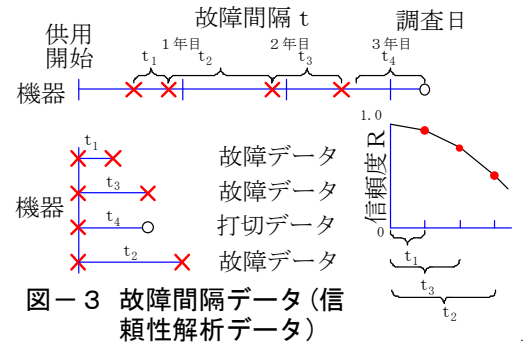 故障間隔 t
調査日
供用
開始
1年目
2年目
3年目
t₁
t₂
t₃
t₄
機器
1.0
信頼度 R
0
t₁
t₃
t₂
機器
t₁
故障データ
t₃
故障データ
t₄
打切データ
t₂
故障データ
図－3 故障間隔データ(信
頼性解析データ)